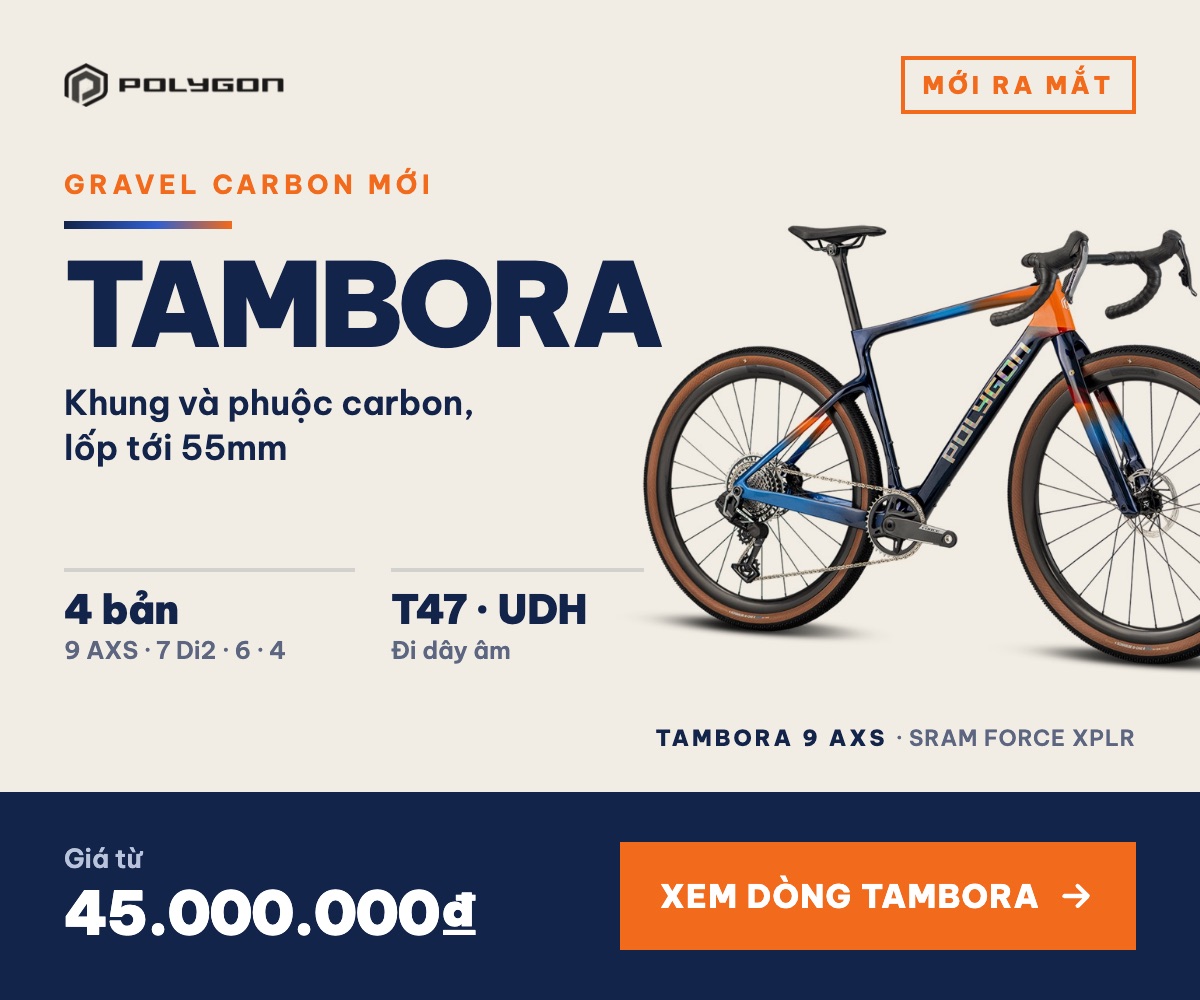 POLYGON
MỚI RA MẮT
GRAVEL CARBON MỚI
TAMBORA
Khung và phuộc carbon,
lốp tới 55mm
POLYGON
4 bản
9 AXS · 7 Di2 · 6 · 4
T47 · UDH
Đi dây âm
TAMBORA 9 AXS · SRAM FORCE XPLR
Giá từ
45.000.000₫
XEM DÒNG TAMBORA →